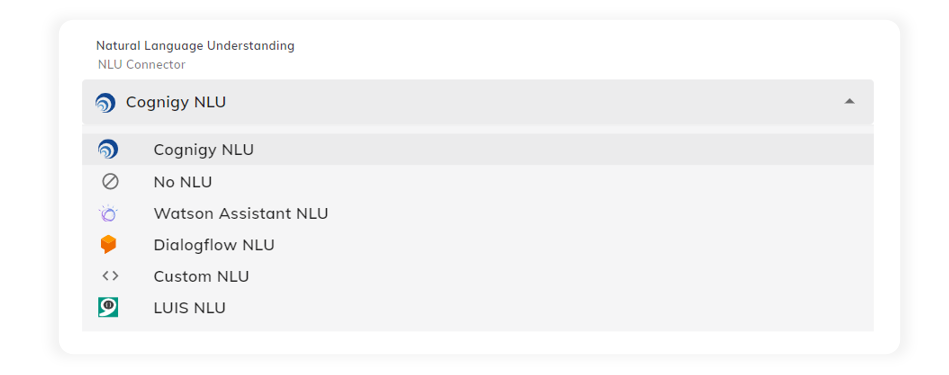 Natural Language Understanding
NLU Connector
Cognigy NLU
Cognigy NLU
No NLU
Watson Assistant NLU
Dialogflow NLU
Custom NLU
LUIS NLU